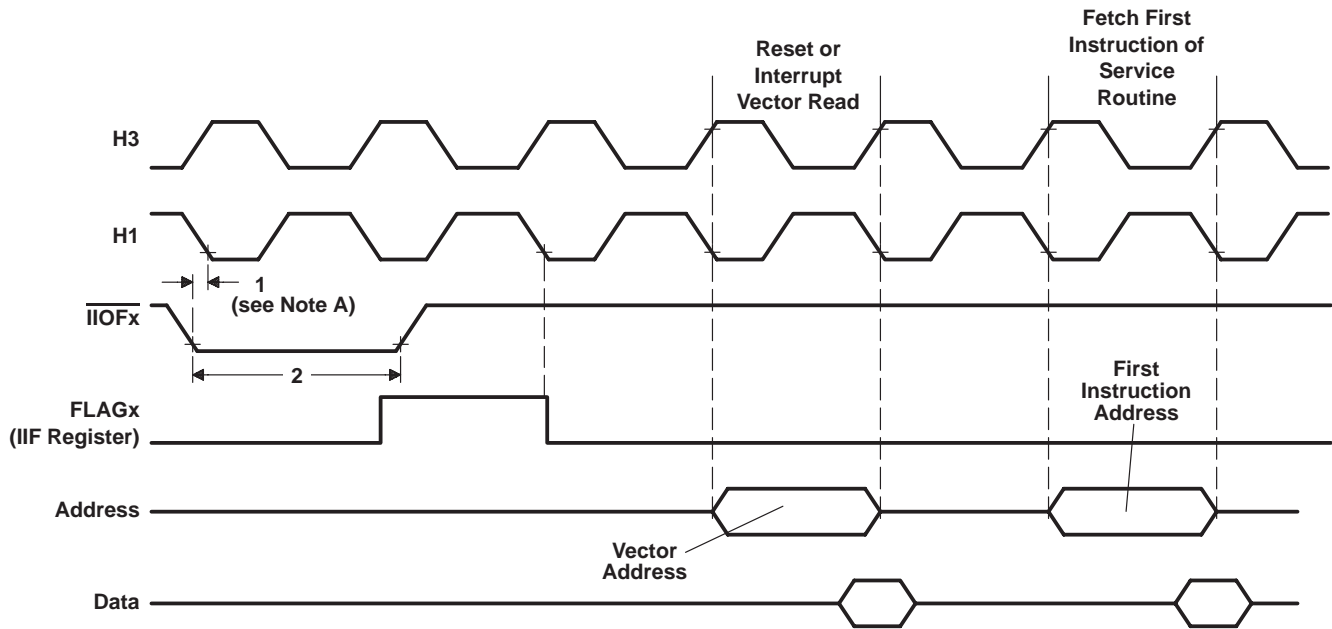 Fetch First
Instruction of
Service
Routine
Reset or
Interrupt
Vector Read
H3
H1
1
(see Note A)
IIOFx
2
FLAGx
(IIF Register)
First
Instruction
Address
Address
Vector
Address
Data